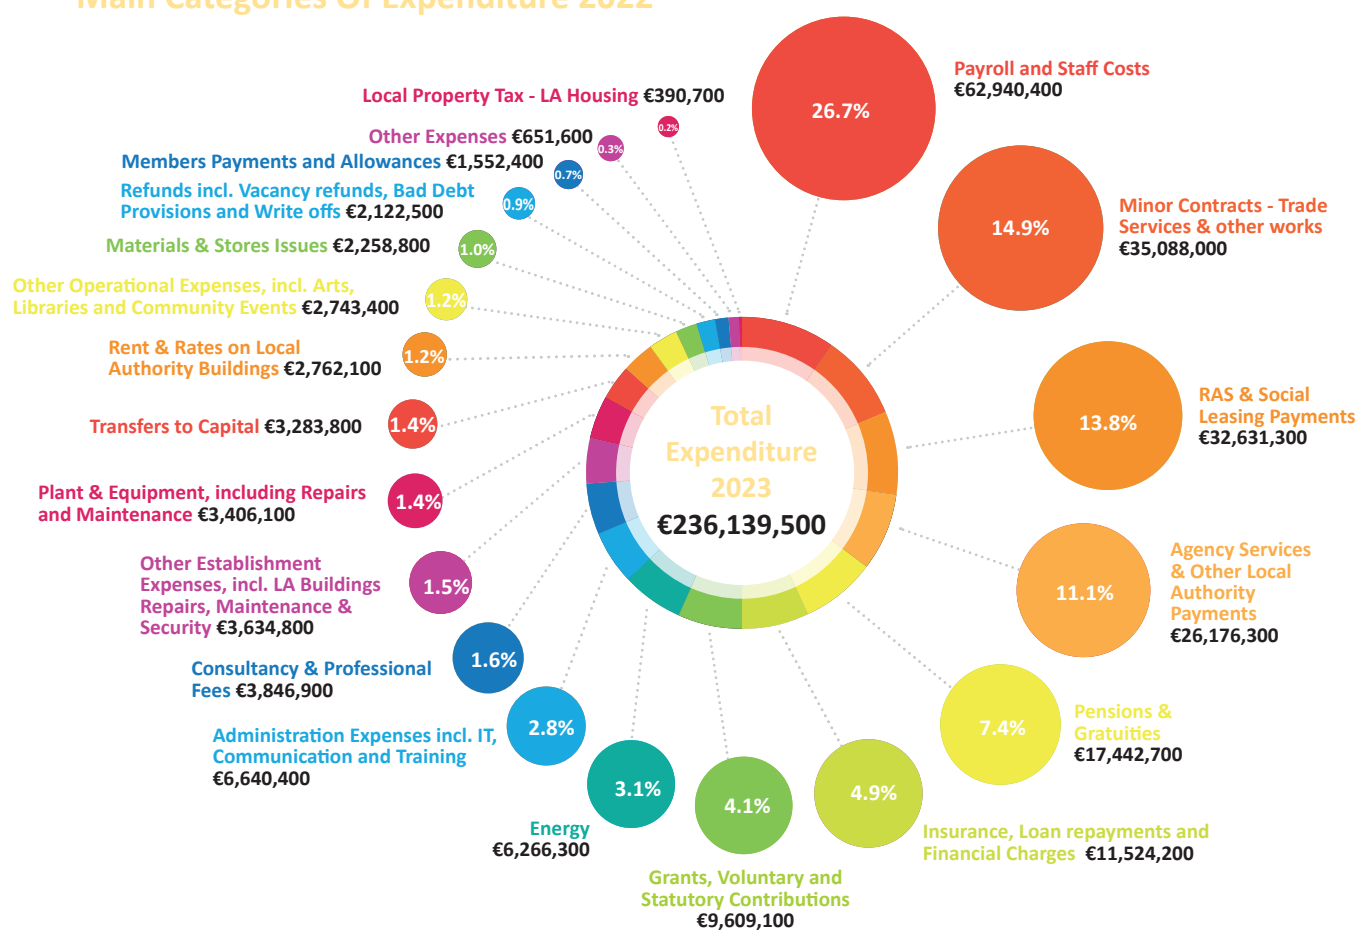 Main Categories Of Expenditure 2022
Local Property Tax - LA Housing €390,700
0.2%
Other Expenses €651,600
0.3%
Members Payments and Allowances €1,552,400
0.7%
Refunds incl. Vacancy refunds, Bad Debt
Provisions and Write offs €2,122,500
0.9%
Materials & Stores Issues €2,258,800
1.0%
Other Operational Expenses, incl. Arts,
Libraries and Community Events €2,743,400
1.2%
Rent & Rates on Local
Authority Buildings €2,762,100
1.2%
Transfers to Capital €3,283,800
1.4%
Plant & Equipment, including Repairs
and Maintenance €3,406,100
1.4%
Other Establishment
Expenses, incl. LA Buildings
Repairs, Maintenance &
Security €3,634,800
1.5%
Consultancy & Professional
Fees €3,846,900
1.6%
Administration Expenses incl. IT,
Communication and Training
€6,640,400
2.8%
Energy
€6,266,300
3.1%
Grants, Voluntary and
Statutory Contributions
€9,609,100
4.1%
Insurance, Loan repayments and
Financial Charges €11,524,200
4.9%
Pensions &
Gratuities
€17,442,700
7.4%
Agency Services
& Other Local
Authority
Payments
€26,176,300
11.1%
RAS & Social
Leasing Payments
€32,631,300
13.8%
Minor Contracts - Trade
Services & other works
€35,088,000
14.9%
Payroll and Staff Costs
€62,940,400
26.7%
Total
Expenditure
2023
€236,139,500